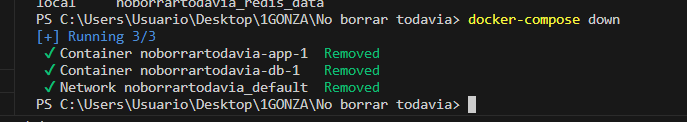 local     noborrartodavia_redis_data
PS C:\Users\Usuario\Desktop\1GONZA\No borrar todavia> docker-compose down
[+] Running 3/3
✔ Container noborrartodavia-app-1  Removed
✔ Container noborrartodavia-db-1   Removed
✔ Network noborrartodavia_default  Removed
PS C:\Users\Usuario\Desktop\1GONZA\No borrar todavia>